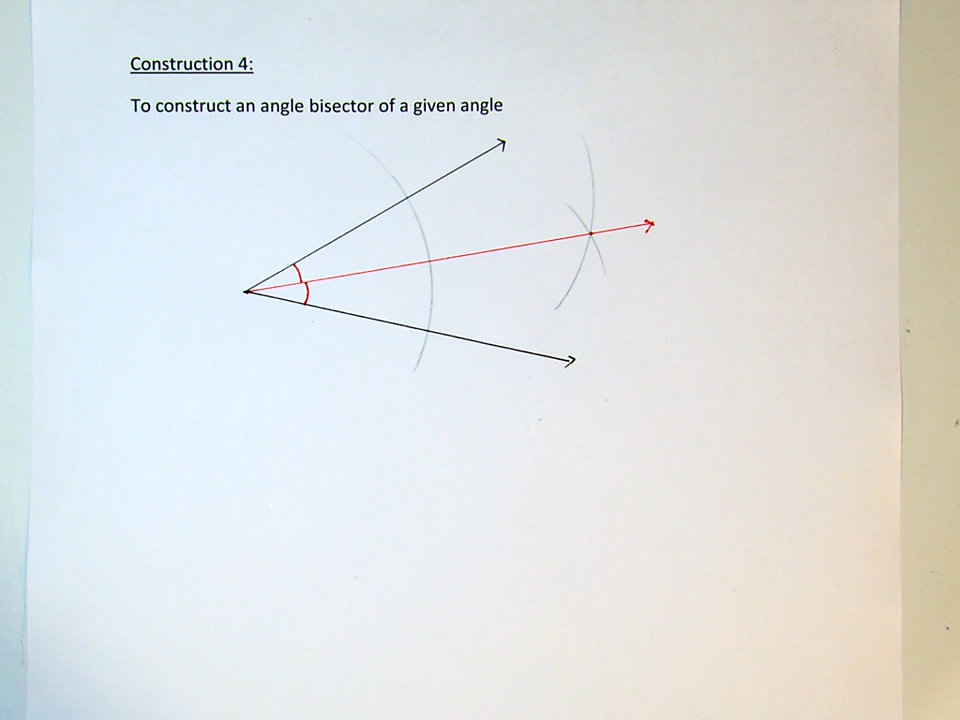 Construction 4:
To construct an angle bisector of a given angle